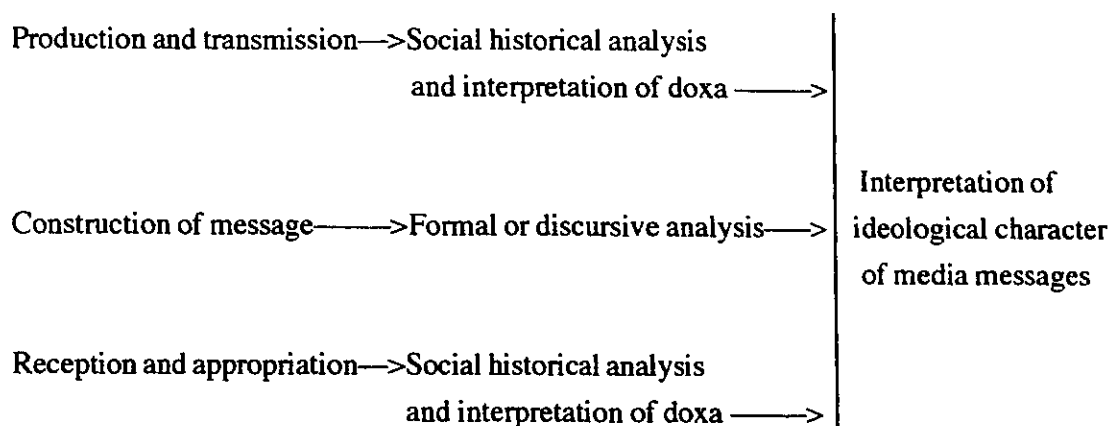 Production and transmission—>Social historical analysis
and interpretation of doxa ———>
Interpretation of
Construction of message———>Formal or discursive analysis——>
ideological character
of media messages
Reception and appropriation—>Social historical analysis
and interpretation of doxa ———>